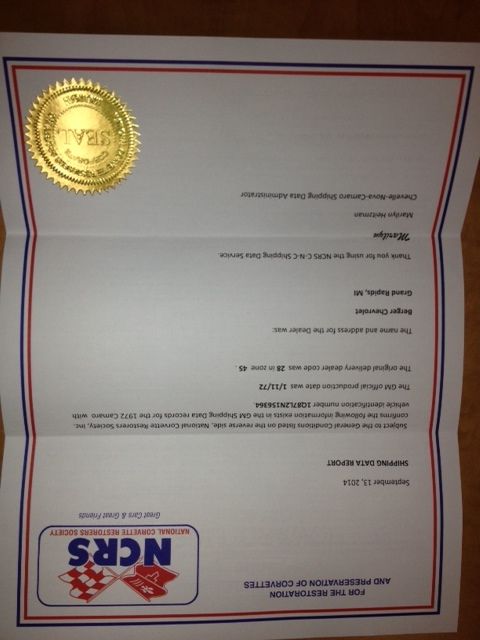 FOR THE RESTORATION
AND PRESERVATION OF CORVETTES
NCRS
NATIONAL CORVETTE RESTORERS SOCIETY
Great Cars & Great Friends
September 13, 2014
SHIPPING DATA REPORT
Subject to the General Conditions listed on the reverse side, National Corvette Restorers Society, Inc.
confirms the following information exists in the GM Shipping Data records for the 1972 Camaro with
vehicle identification number 1Q87L2N156364.
The GM official production date was 1/11/72
The original delivery dealer code was 28 in zone 45.
The name and address for the Dealer was:
Berger Chevrolet
Grand Rapids, MI
Thank you for using the NCRS C-N-C Shipping Data Service.
Marilyn
Marilyn Heitzman
Chevelle-Nova-Camaro Shipping Data Administrator
SEAL